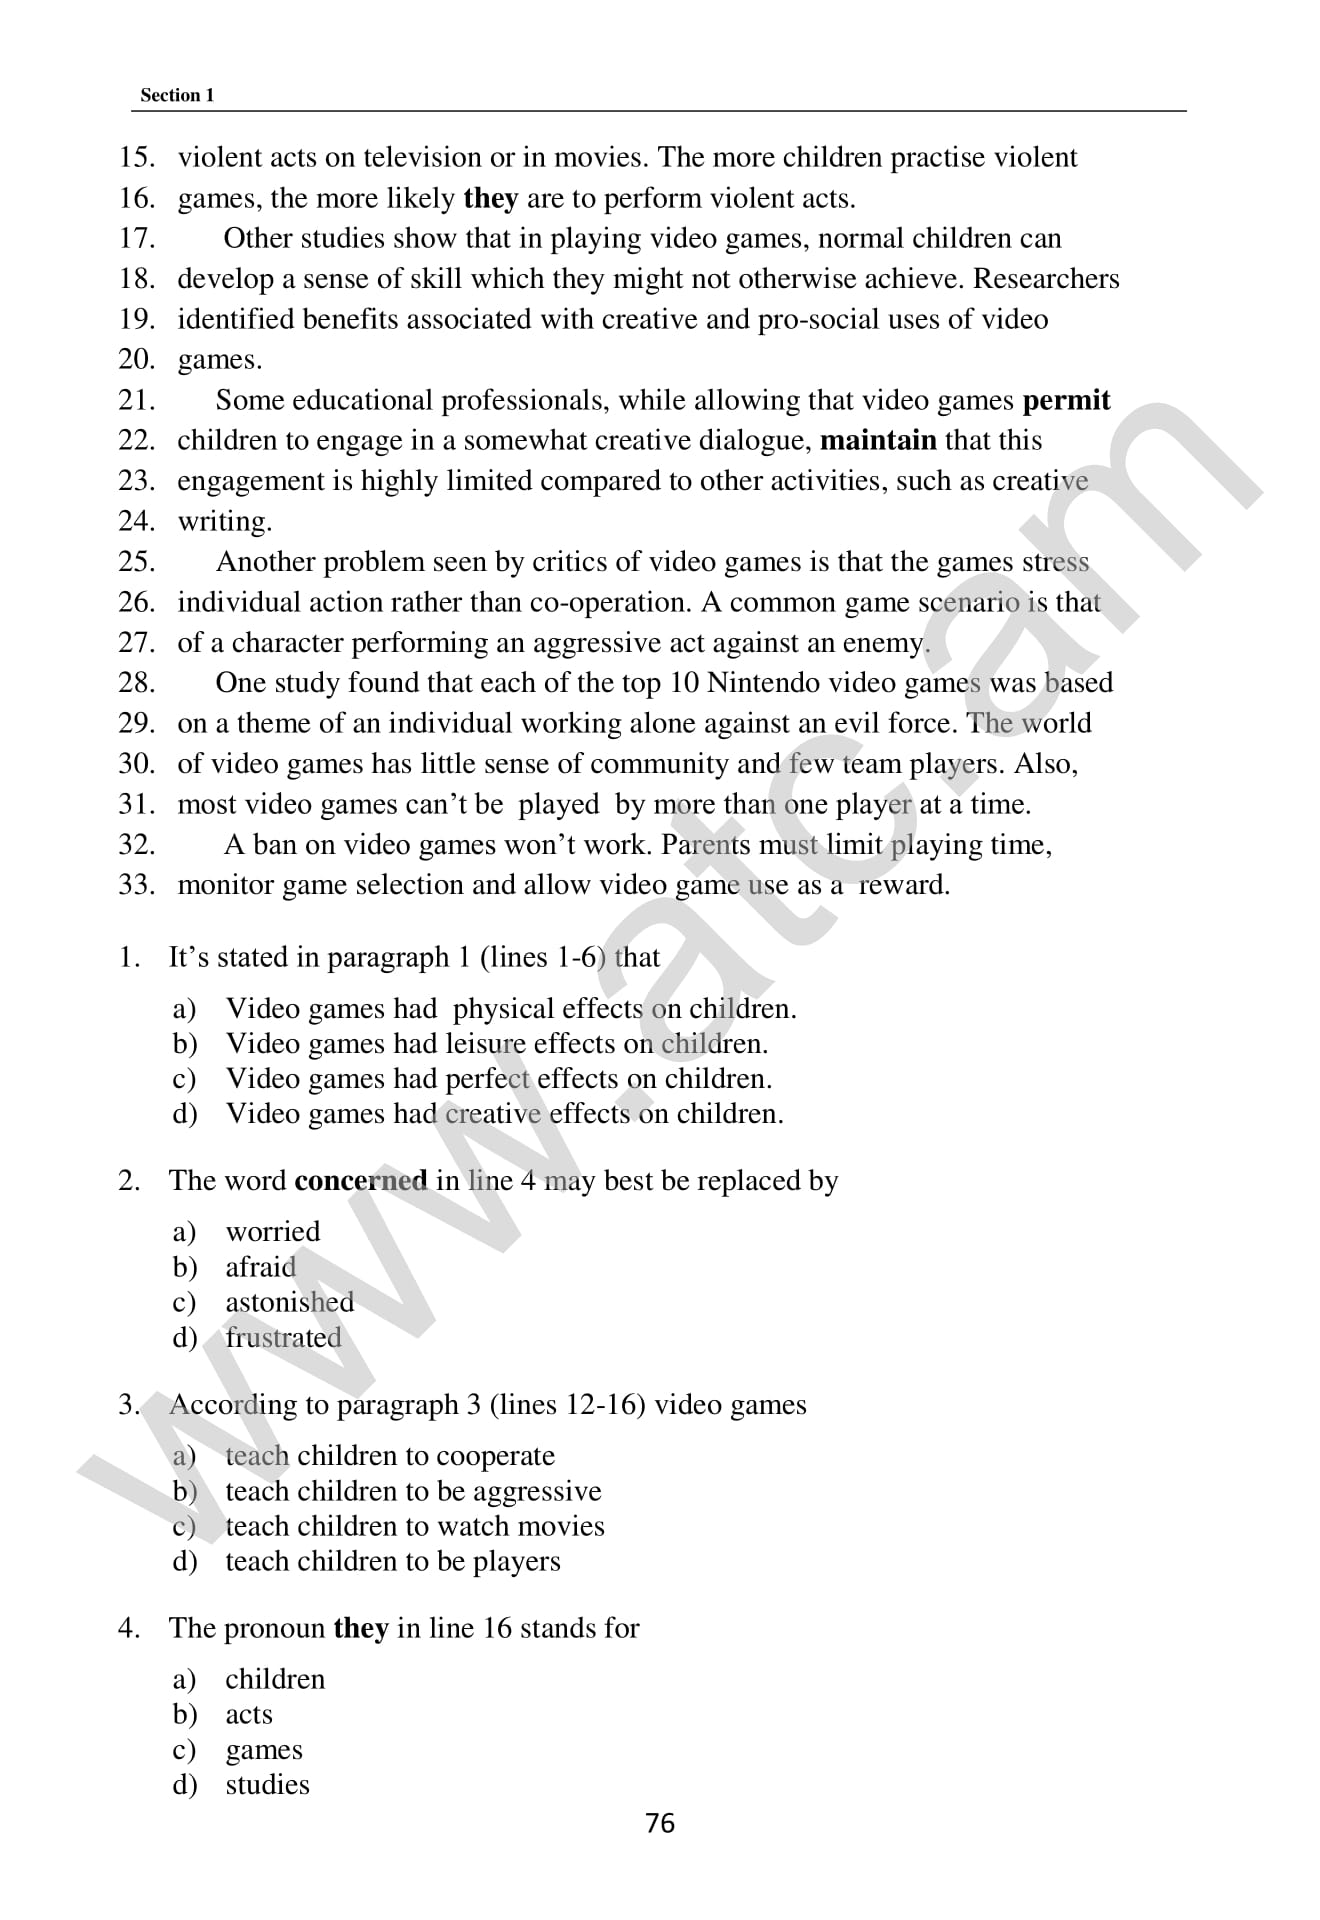 Section 1
15. violent acts on television or in movies. The more children practise violent
16. games, the more likely they are to perform violent acts.
17. Other studies show that in playing video games, normal children can
18. develop a sense of skill which they might not otherwise achieve. Researchers
19. identified benefits associated with creative and pro-social uses of video
20. games.
21. Some educational professionals, while allowing that video games permit
22. children to engage in a somewhat creative dialogue, maintain that this
23. engagement is highly limited compared to other activities, such as creative
24. writing.
25. Another problem seen by critics of video games is that the games stress
26. individual action rather than co-operation. A common game scenario is that
27. of a character performing an aggressive act against an enemy.
28. One study found that each of the top 10 Nintendo video games was based
29. on a theme of an individual working alone against an evil force. The world
30. of video games has little sense of community and few team players. Also,
31. most video games can’t be played by more than one player at a time.
32. A ban on video games won’t work. Parents must limit playing time,
33. monitor game selection and allow video game use as a reward.
1. It’s stated in paragraph 1 (lines 1-6) that
a) Video games had physical effects on children.
b) Video games had leisure effects on children.
c) Video games had perfect effects on children.
d) Video games had creative effects on children.
2. The word concerned in line 4 may best be replaced by
a) worried
b) afraid
c) astonished
d) frustrated
3. According to paragraph 3 (lines 12-16) video games
a) teach children to cooperate
b) teach children to be aggressive
c) teach children to watch movies
d) teach children to be players
4. The pronoun they in line 16 stands for
a) children
b) acts
c) games
d) studies
76
www.atc.am